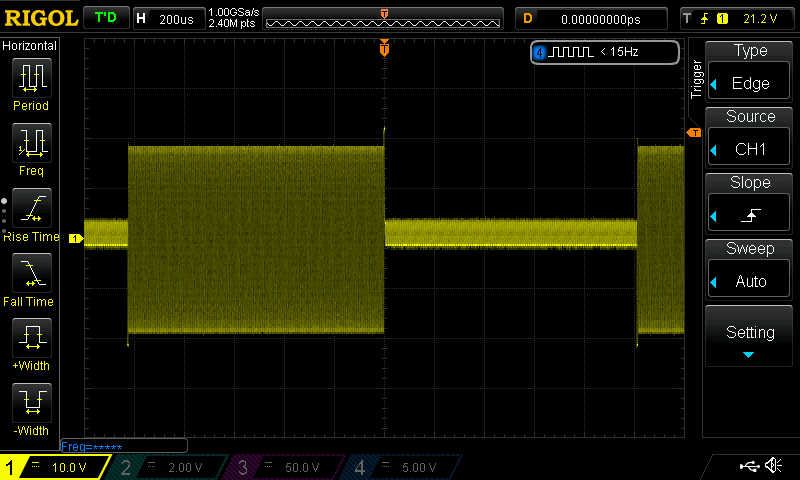 RIGOL T'D H 200us 1.00GSa/s 2.40M pts T D 0.00000000ps T 1 21.2 V
Horizontal
Period
Freq
Rise Time
Fall Time
+Width
-Width
T
4 < 15Hz
1
T
Trigger
Type
Edge
Source
CH1
Slope
Sweep
Auto
Setting
Freq=*****
1 10.0 V 2 2.00 V 3 50.0 V 4 5.00 V